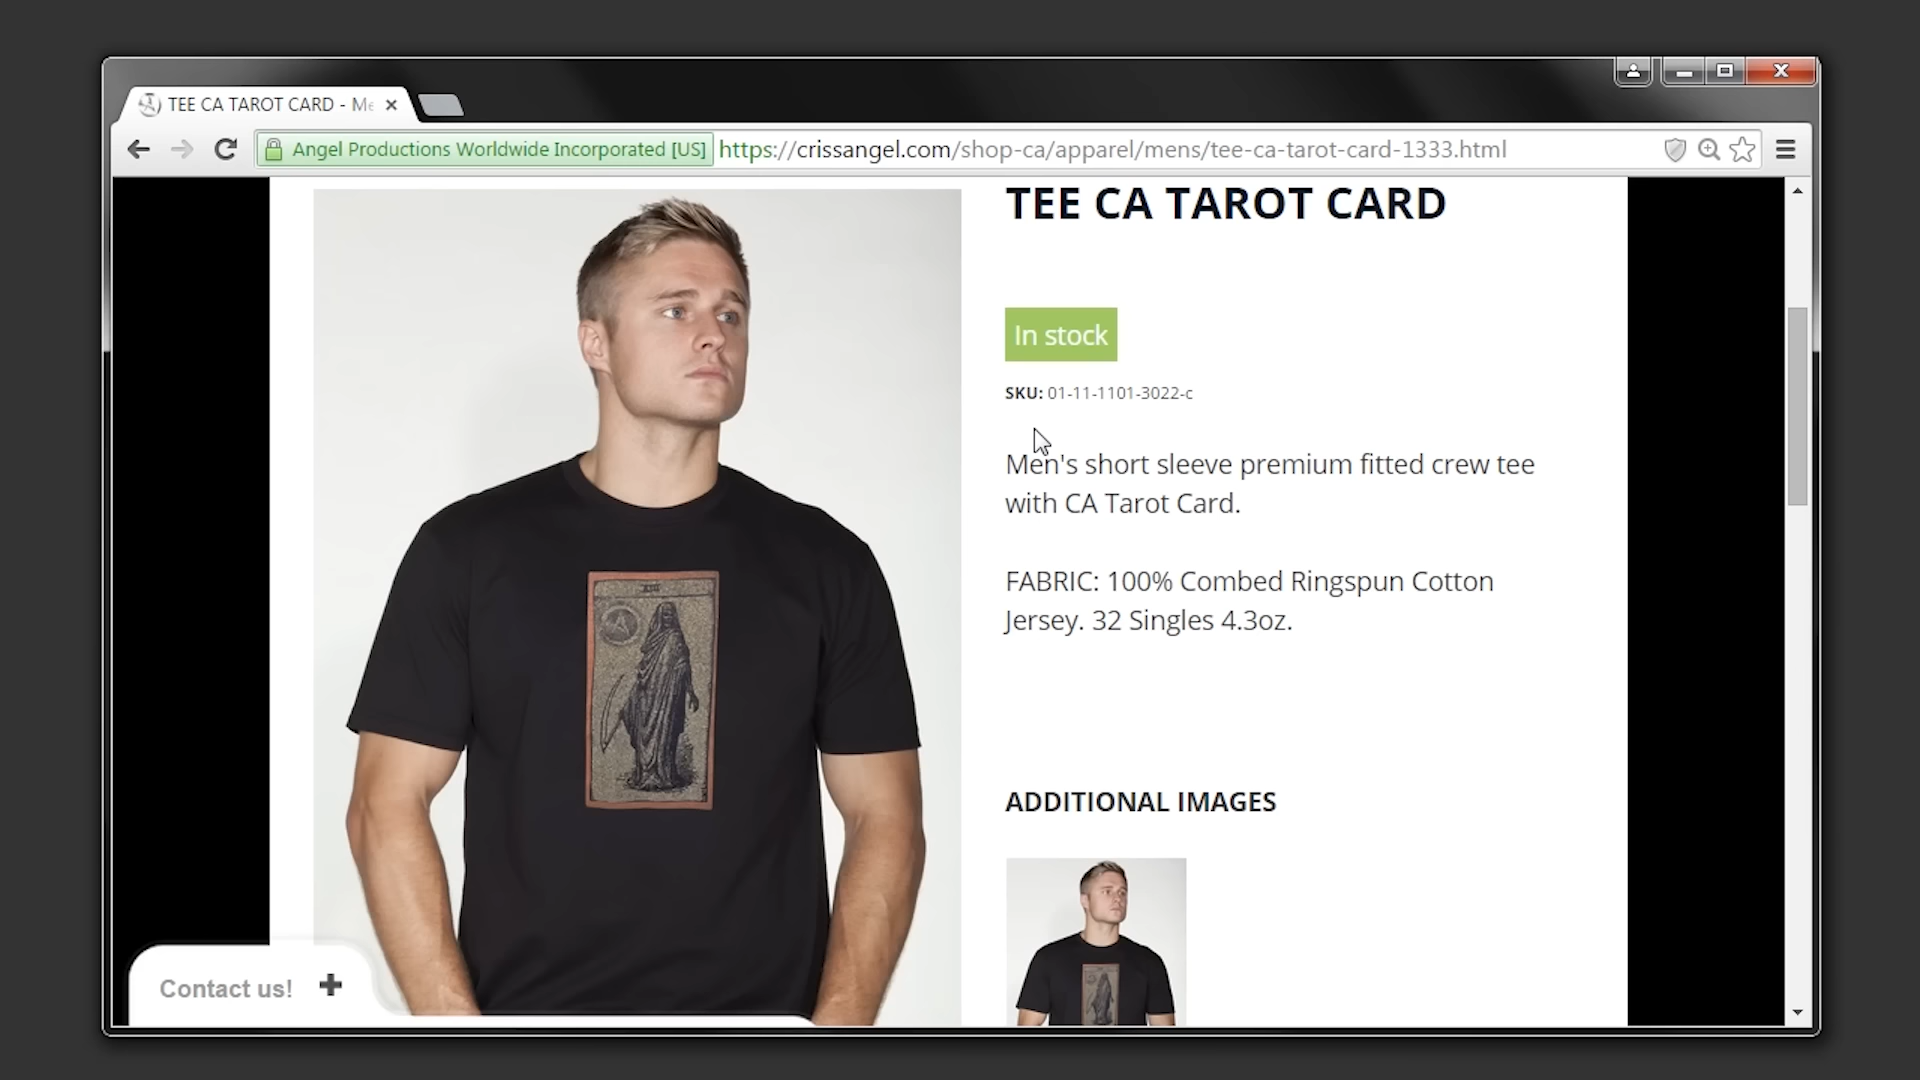 TEE CA TAROT CARD - Me
Angel Productions Worldwide Incorporated [US]
https://crissangel.com/shop-ca/apparel/mens/tee-ca-tarot-card-1333.html
TEE CA TAROT CARD
In stock
SKU: 01-11-1101-3022-c
Men's short sleeve premium fitted crew tee
with CA Tarot Card.
FABRIC: 100% Combed Ringspun Cotton
Jersey. 32 Singles 4.3oz.
ADDITIONAL IMAGES
Contact us!